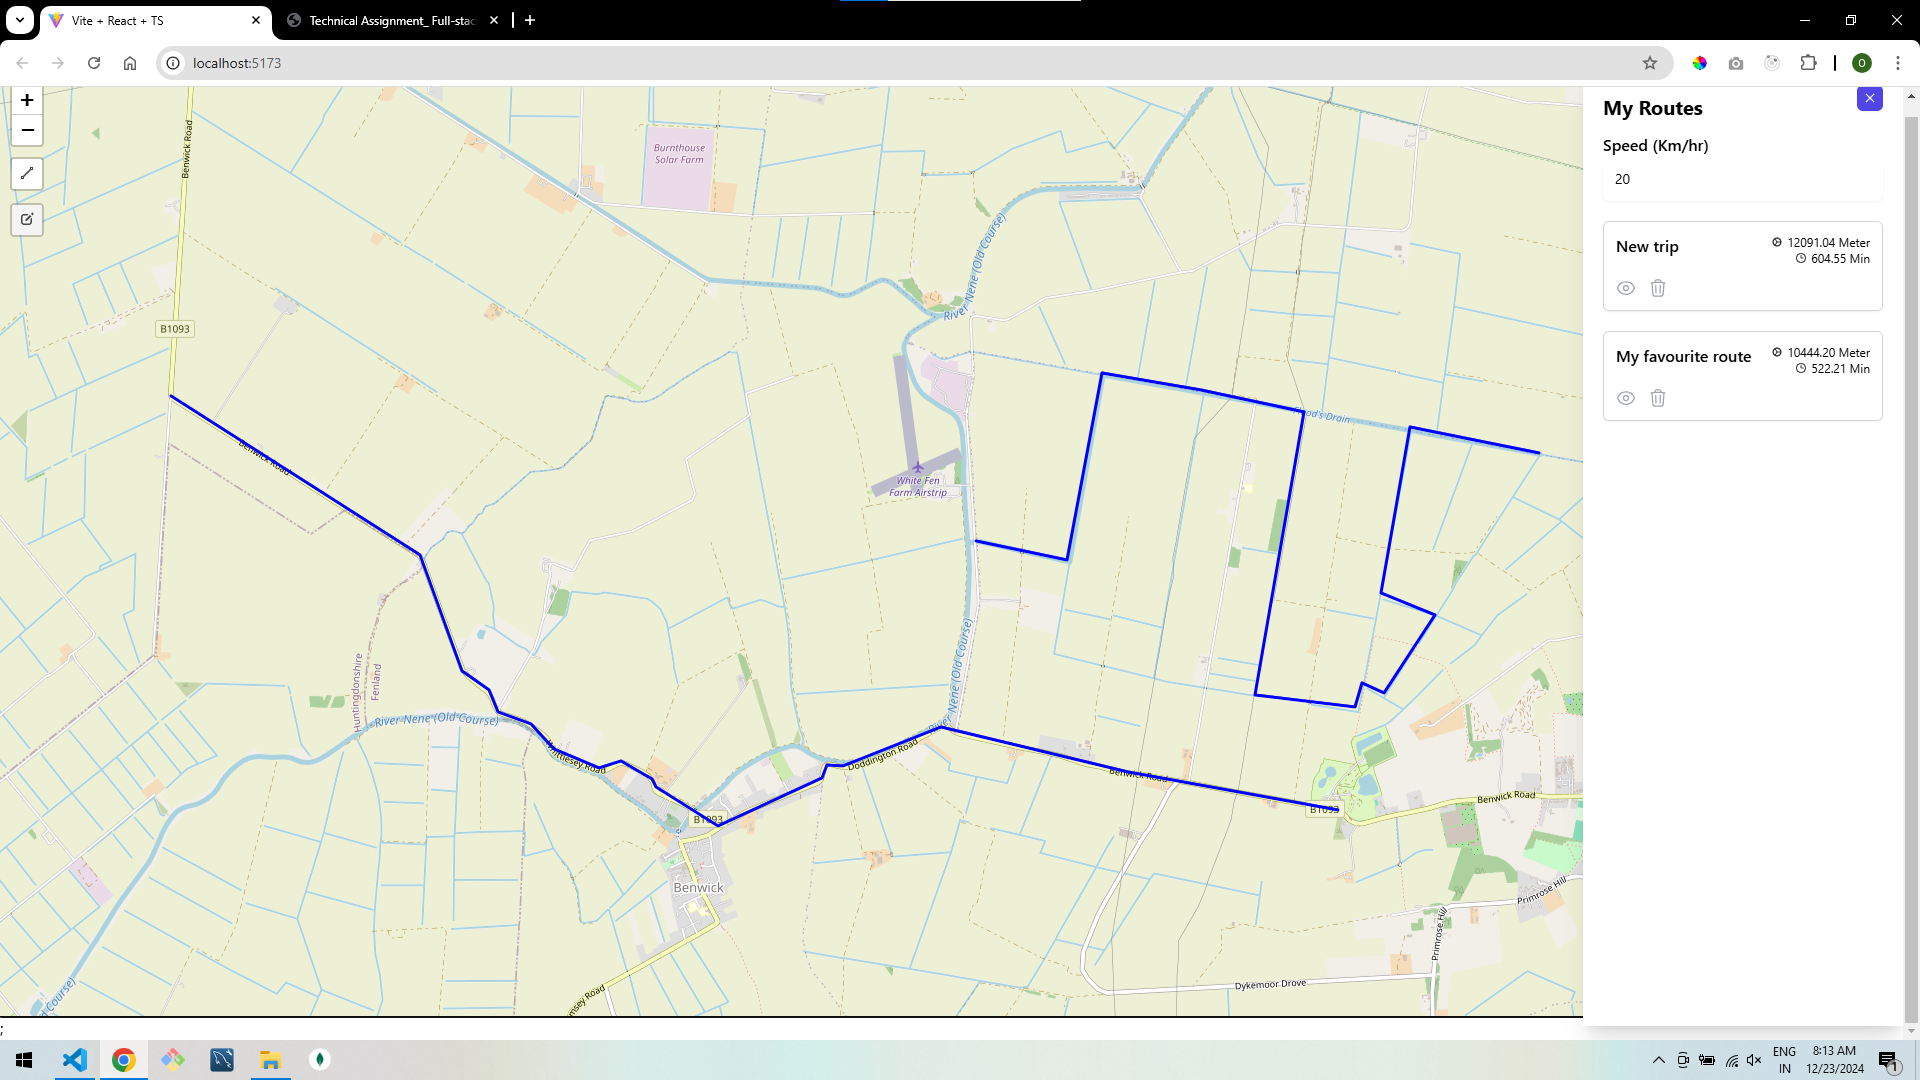 Vite + React + TS
Technical Assignment_ Full-stac
localhost:5173
O
+
−
Benwick Road
Burnthouse
Solar Farm
River Nene (Old Course)
B1093
Benwick Road
White Fen
Farm Airstrip
Flood's Drain
Huntingdonshire
Fenland
River Nene (Old Course)
River Nene (Old Course)
Whittlesey Road
Doddington Road
Benwick Road
B1093
B1093
Benwick Road
Benwick
Primrose Hill
Primrose Hill
Dykemoor Drove
msey Road
d Course)
My Routes
Speed (Km/hr)
20
New trip
12091.04 Meter
604.55 Min
My favourite route
10444.20 Meter
522.21 Min
;
ENG
IN
8:13 AM
12/23/2024
1